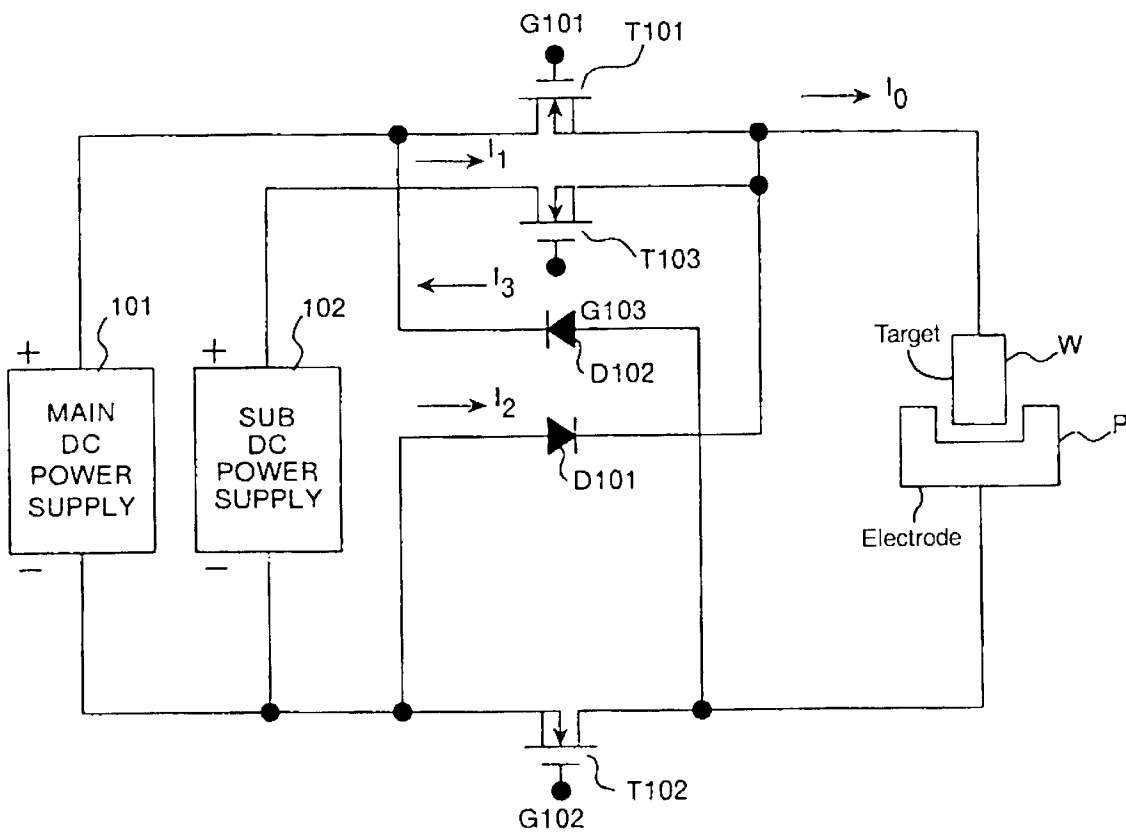 G101
T101
I0
I1
T103
I3
G103
D102
101
102
+
+
MAIN
DC
POWER
SUPPLY
SUB
DC
POWER
SUPPLY
I2
D101
Target
W
P
Electrode
−
−
T102
G102